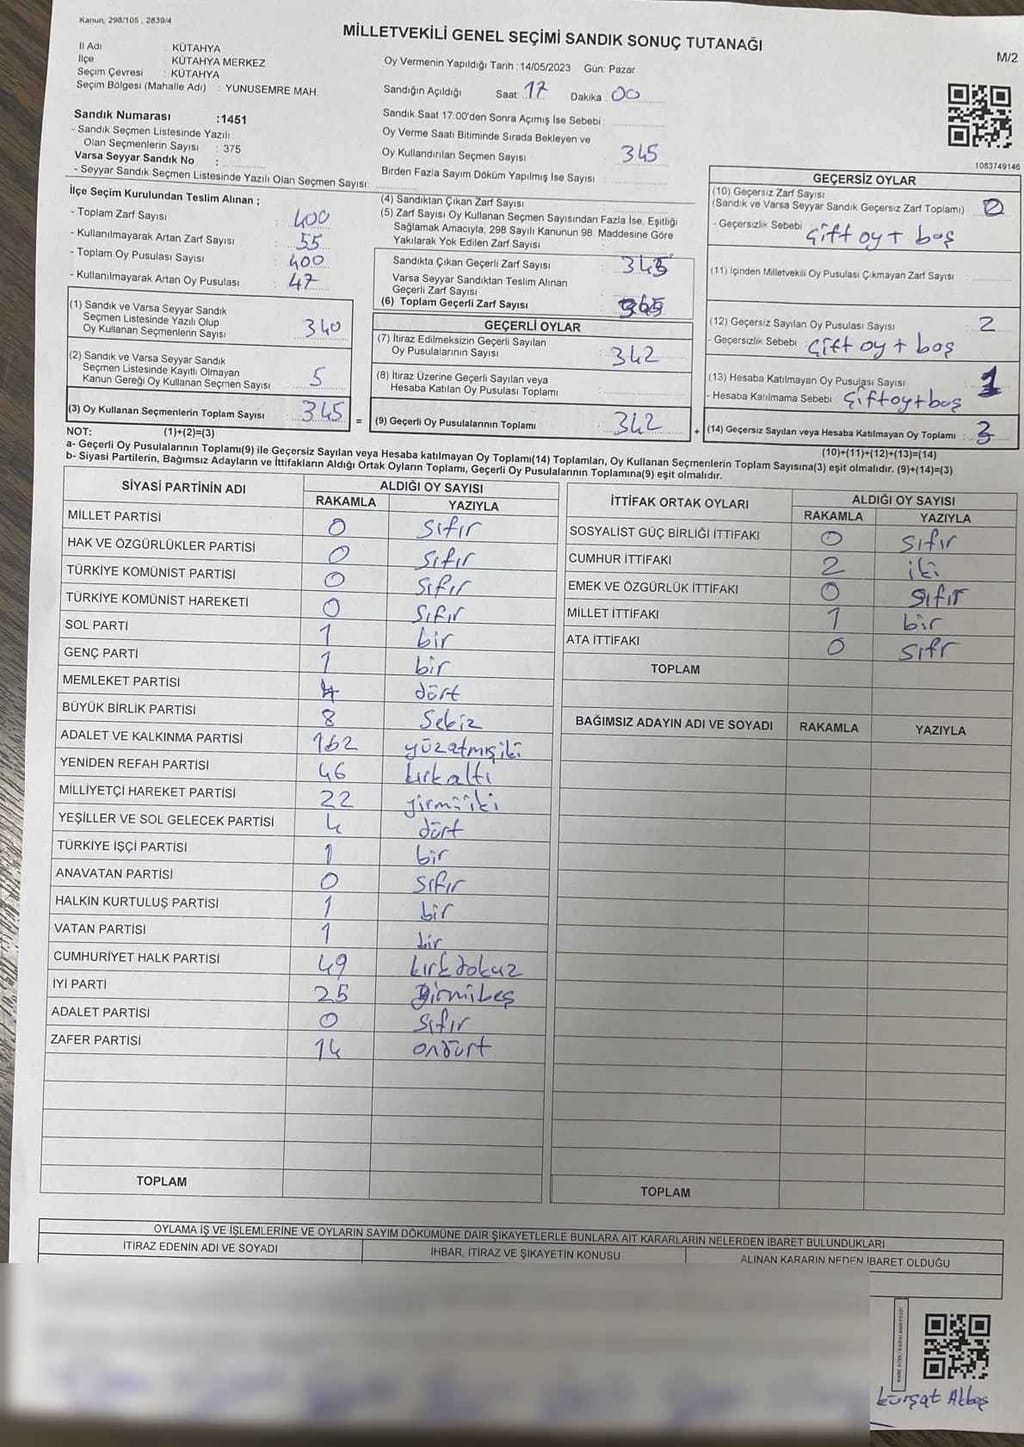 Kanun, 298/105 , 2839/4
MİLLETVEKİLİ GENEL SEÇİMİ SANDIK SONUÇ TUTANAĞI
M/2
İl Adı KÜTAHYA
İlçe KÜTAHYA MERKEZ
Seçim Çevresi : KÜTAHYA
Seçim Bölgesi (Mahalle Adı) : YUNUSEMRE MAH.
Oy Vermenin Yapıldığı Tarih : 14/05/2023 Gün: Pazar
Sandığın Açıldığı Saat: 17 Dakika : 00
Sandık Saat 17:00'den Sonra Açımış İse Sebebi :
Oy Verme Saati Bitiminde Sırada Bekleyen ve
Oy Kullandırılan Seçmen Sayısı 345
Birden Fazla Sayım Döküm Yapılmış İse Sayısı :
1083749146
Sandık Numarası :1451
- Sandık Seçmen Listesinde Yazılı
Olan Seçmenlerin Sayısı : 375
Varsa Seyyar Sandık No :
- Seyyar Sandık Seçmen Listesinde Yazılı Olan Seçmen Sayısı:
İlçe Seçim Kurulundan Teslim Alınan ;
- Toplam Zarf Sayısı : 400
- Kullanılmayarak Artan Zarf Sayısı : 55
- Toplam Oy Pusulası Sayısı : 400
- Kullanılmayarak Artan Oy Pusulası : 47
(1) Sandık ve Varsa Seyyar Sandık
Seçmen Listesinde Yazılı Olup
Oy Kullanan Seçmenlerin Sayısı : 340
(2) Sandık ve Varsa Seyyar Sandık
Seçmen Listesinde Kayıtlı Olmayan
Kanun Gereği Oy Kullanan Seçmen Sayısı : 5
(3) Oy Kullanan Seçmenlerin Toplam Sayısı : 345 =
(1)+(2)=(3)
(4) Sandıktan Çıkan Zarf Sayısı
(5) Zarf Sayısı Oy Kullanan Seçmen Sayısından Fazla İse, Eşitliği
Sağlamak Amacıyla; 298 Sayılı Kanunun 98. Maddesine Göre
Yakılarak Yok Edilen Zarf Sayısı :
Sandıkta Çıkan Geçerli Zarf Sayısı : 345
Varsa Seyyar Sandıktan Teslim Alınan
Geçerli Zarf Sayısı :
(6) Toplam Geçerli Zarf Sayısı : 345
GEÇERLİ OYLAR
(7) İtiraz Edilmeksizin Geçerli Sayılan
Oy Pusulalarının Sayısı : 342
(8) İtiraz Üzerine Geçerli Sayılan veya
Hesaba Katılan Oy Pusulası Toplamı :
(9) Geçerli Oy Pusulalarının Toplamı : 342 +
GEÇERSİZ OYLAR
(10) Geçersiz Zarf Sayısı
(Sandık ve Varsa Seyyar Sandık Geçersiz Zarf Toplamı) :
- Geçersizlik Sebebi Çift oy + boş
(11) İçinden Milletvekili Oy Pusulası Çıkmayan Zarf Sayısı :
(12) Geçersiz Sayılan Oy Pusulası Sayısı : 2
- Geçersizlik Sebebi : Çift oy + boş
(13) Hesaba Katılmayan Oy Pusulası Sayısı : 1
- Hesaba Katılmama Sebebi : Çift oy + boş
(14) Geçersiz Sayılan veya Hesaba Katılmayan Oy Toplamı : 3
(10)+(11)+(12)+(13)=(14)
NOT:
a- Geçerli Oy Pusulalarının Toplamı(9) ile Geçersiz Sayılan veya Hesaba katılmayan Oy Toplamı(14) Toplamları, Oy Kullanan Seçmenlerin Toplam Sayısına(3) eşit olmalıdır. (9)+(14)=(3)
b- Siyasi Partilerin, Bağımsız Adayların ve İttifakların Aldığı Ortak Oyların Toplamı, Geçerli Oy Pusulalarının Toplamına(9) eşit olmalıdır.
SİYASİ PARTİNİN ADI ALDIĞI OY SAYISI
RAKAMLA YAZIYLA
MİLLET PARTİSİ 0 sıfır
HAK VE ÖZGÜRLÜKLER PARTİSİ 0 sıfır
TÜRKİYE KOMÜNİST PARTİSİ 0 sıfır
TÜRKİYE KOMÜNİST HAREKETİ 0 sıfır
SOL PARTİ 1 bir
GENÇ PARTİ 1 bir
MEMLEKET PARTİSİ 4 dört
BÜYÜK BİRLİK PARTİSİ 8 Sekiz
ADALET VE KALKINMA PARTİSİ 162 yüzatmışiki
YENİDEN REFAH PARTİSİ 46 kırkaltı
MİLLİYETÇİ HAREKET PARTİSİ 22 yirmiiki
YEŞİLLER VE SOL GELECEK PARTİSİ 4 dört
TÜRKİYE İŞÇİ PARTİSİ 1 bir
ANAVATAN PARTİSİ 0 sıfır
HALKIN KURTULUŞ PARTİSİ 1 bir
VATAN PARTİSİ 1 bir
CUMHURİYET HALK PARTİSİ 49 kırkdokuz
İYİ PARTİ 25 yirmibeş
ADALET PARTİSİ 0 sıfır
ZAFER PARTİSİ 14 ondört
TOPLAM
İTTİFAK ORTAK OYLARI ALDIĞI OY SAYISI
RAKAMLA YAZIYLA
SOSYALİST GÜÇ BİRLİĞİ İTTİFAKI 0 sıfır
CUMHUR İTTİFAKI 2 iki
EMEK VE ÖZGÜRLÜK İTTİFAKI 0 sıfır
MİLLET İTTİFAKI 1 bir
ATA İTTİFAKI 0 sıfr
TOPLAM
BAĞIMSIZ ADAYIN ADI VE SOYADI RAKAMLA YAZIYLA
TOPLAM
OYLAMA İŞ VE İŞLEMLERİNE VE OYLARIN SAYIM DÖKÜMÜNE DAİR ŞİKAYETLERLE BUNLARA AİT KARARLARIN NELERDEN İBARET BULUNDUKLARI
İTİRAZ EDENİN ADI VE SOYADI İHBAR, İTİRAZ VE ŞİKAYETİN KONUSU ALINAN KARARIN NEDEN İBARET OLDUĞU
Kürşat Akbaş